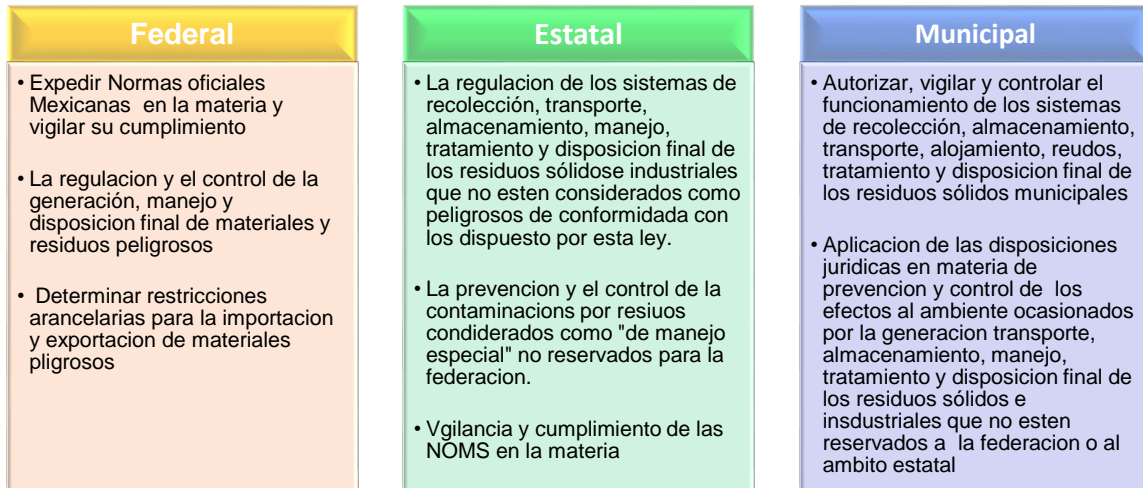 Federal
• Expedir Normas oficiales
Mexicanas en la materia y
vigilar su cumplimiento
• La regulacion y el control de la
generación, manejo y
disposicion final de materiales y
residuos peligrosos
• Determinar restricciones
arancelarias para la importacion
y exportacion de materiales
pligrosos
Estatal
• La regulacion de los sistemas de
recolección, transporte,
almacenamiento, manejo,
tratamiento y disposicion final de
los residuos sólidose industriales
que no esten considerados como
peligrosos de conformidada con
los dispuesto por esta ley.
• La prevencion y el control de la
contaminacions por resiuos
condiderados como "de manejo
especial" no reservados para la
federacion.
• Vgilancia y cumplimiento de las
NOMS en la materia
Municipal
• Autorizar, vigilar y controlar el
funcionamiento de los sistemas
de recolección, almacenamiento,
transporte, alojamiento, reudos,
tratamiento y disposicion final de
los residuos sólidos municipales
• Aplicacion de las disposiciones
juridicas en materia de
prevencion y control de los
efectos al ambiente ocasionados
por la generacion transporte,
almacenamiento, manejo,
tratamiento y disposicion final de
los residuos sólidos e
insdustriales que no esten
reservados a la federacion o al
ambito estatal